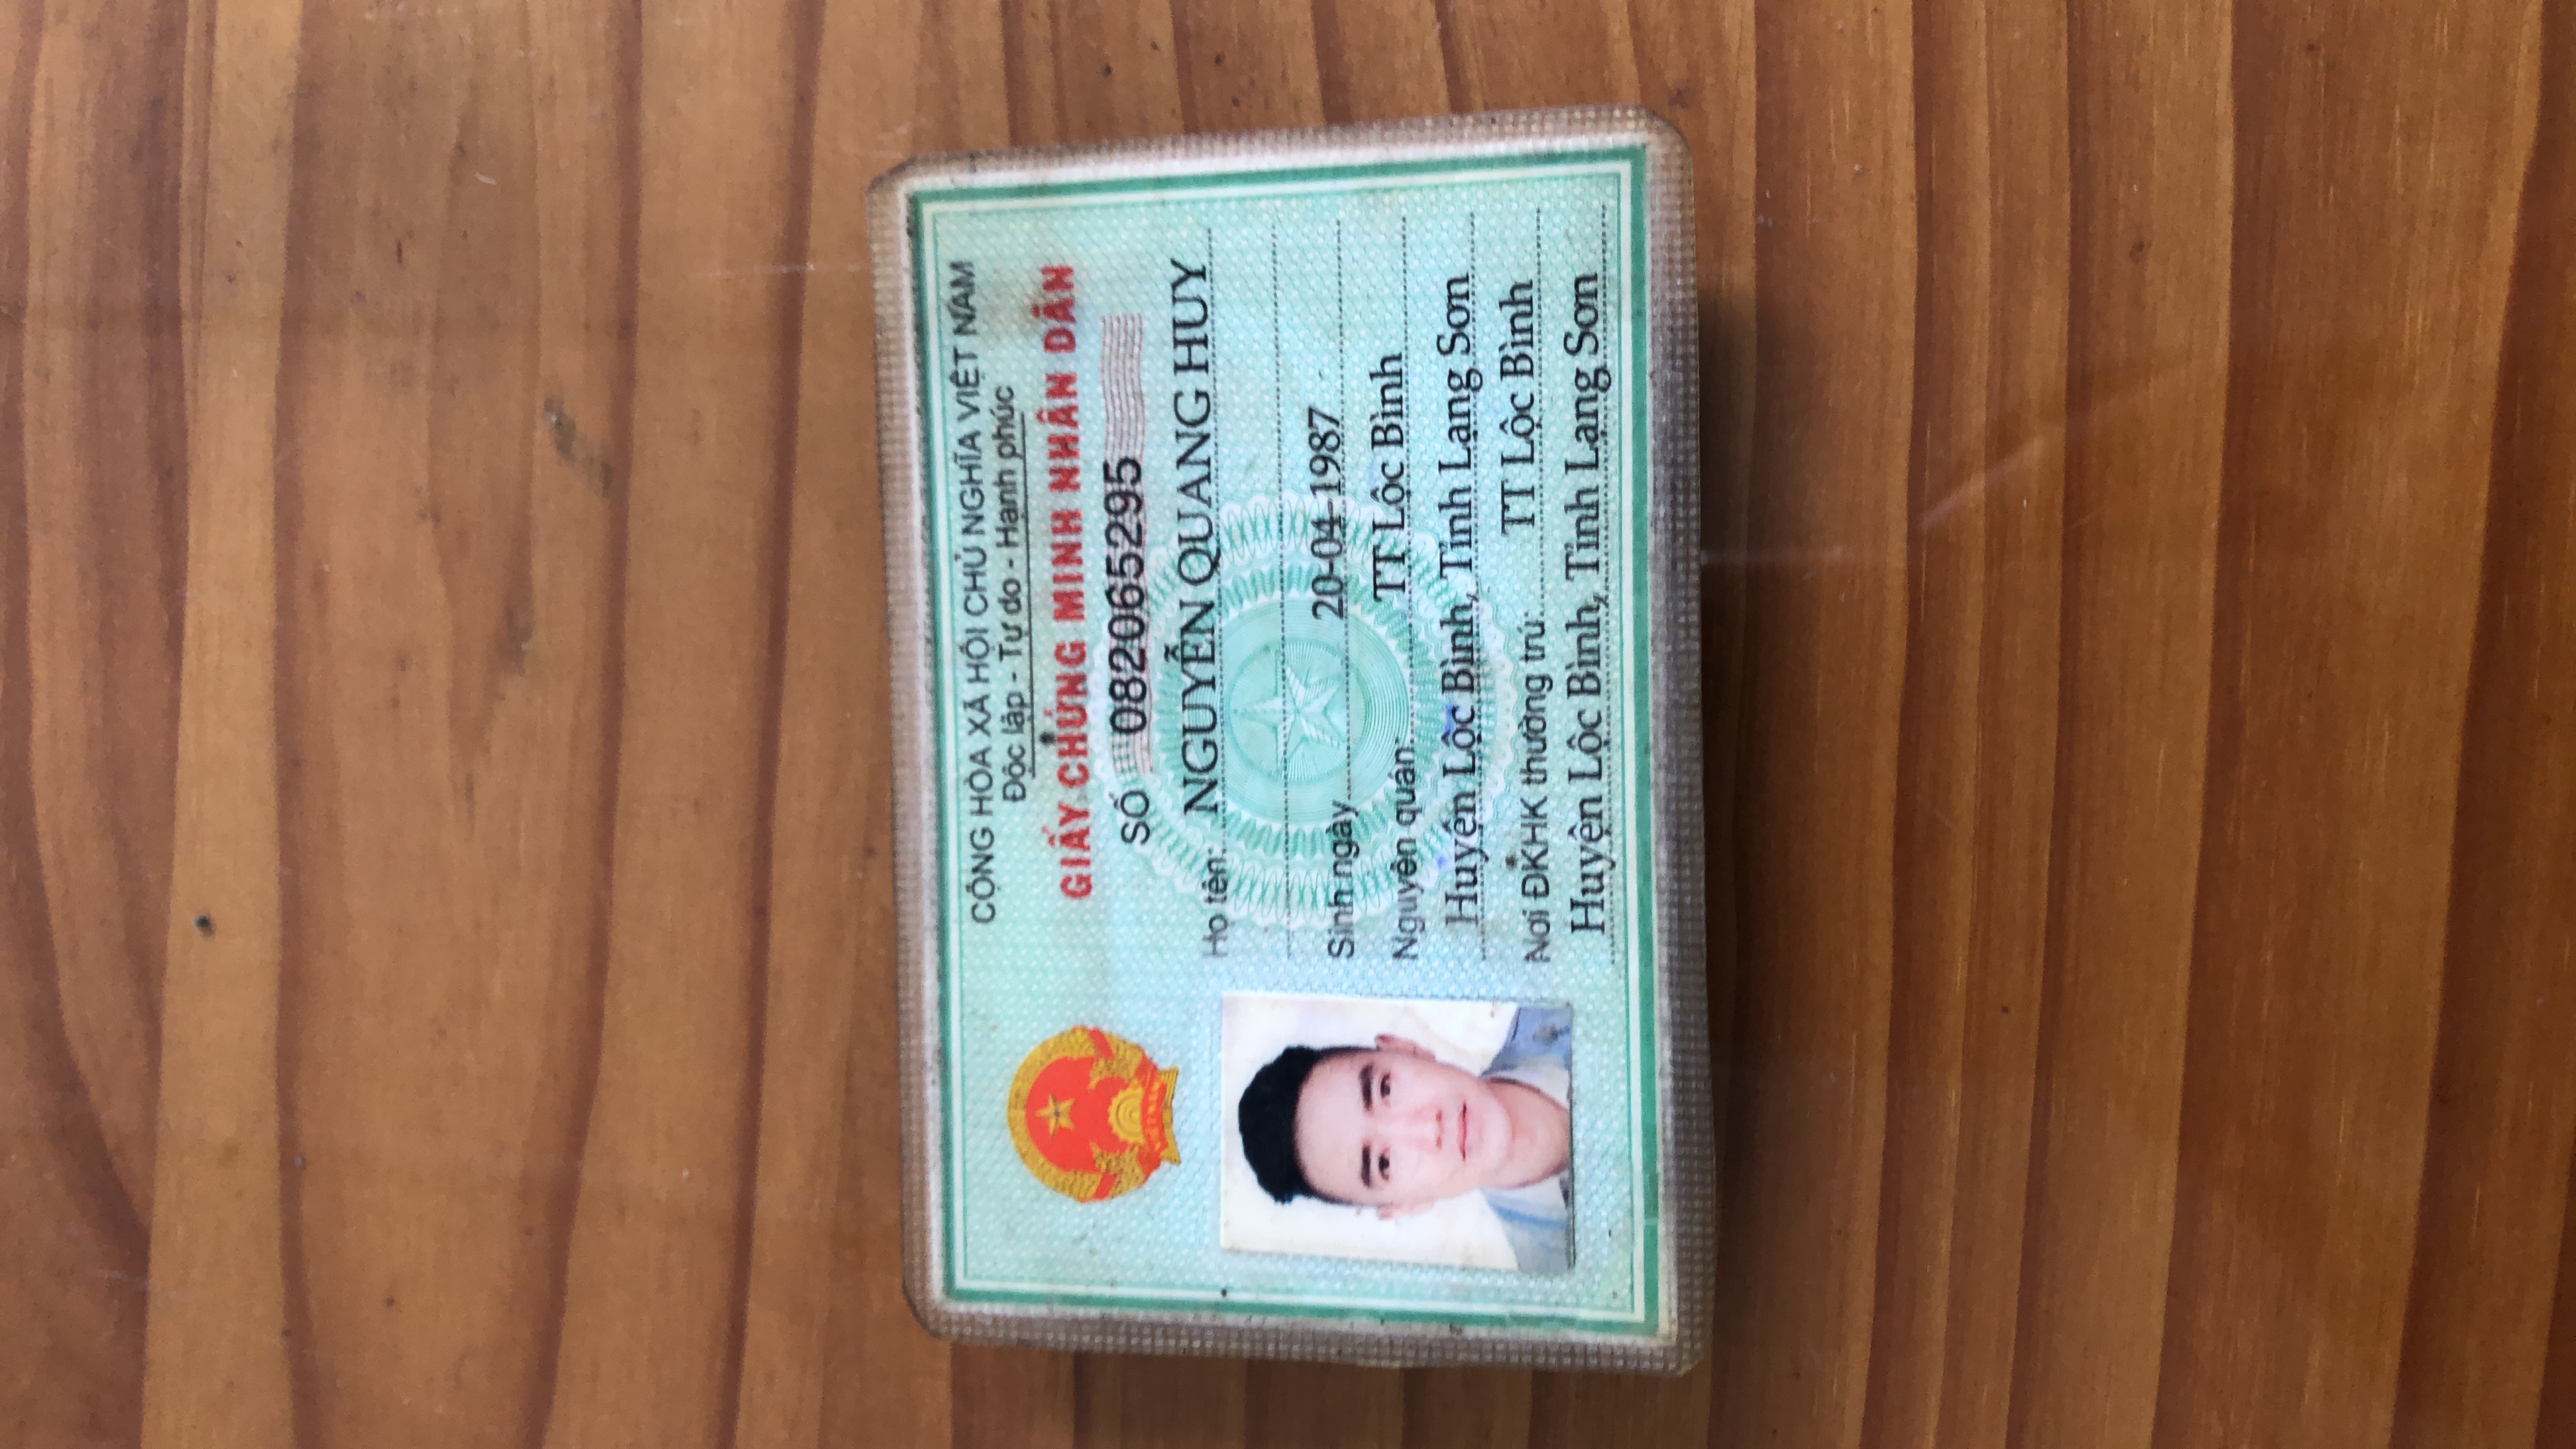 CỘNG HÒA XÃ HỘI CHỦ NGHĨA VIỆT NAM
Độc lập - Tự do - Hạnh phúc
GIẤY CHỨNG MINH NHÂN DÂN
SỐ 082065295
Họ tên: NGUYỄN QUANG HUY
Sinh ngày 20-04-1987
Nguyên quán: TT Lộc Bình
Huyện Lộc Bình, Tỉnh Lạng Sơn
Nơi ĐKHK thường trú: TT Lộc Bình
Huyện Lộc Bình, Tỉnh Lạng Sơn
VIỆT NAM